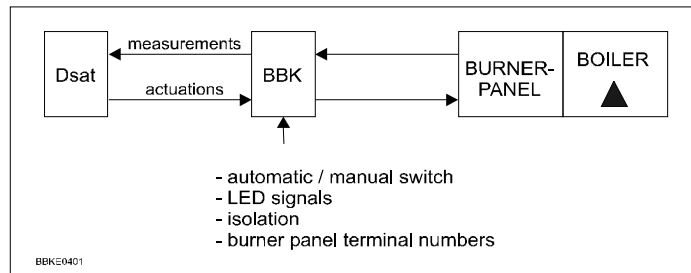 measurements
Dsat
BBK
actuations
BURNER-
PANEL
BOILER
- automatic / manual switch
- LED signals
- isolation
- burner panel terminal numbers
BBKE0401